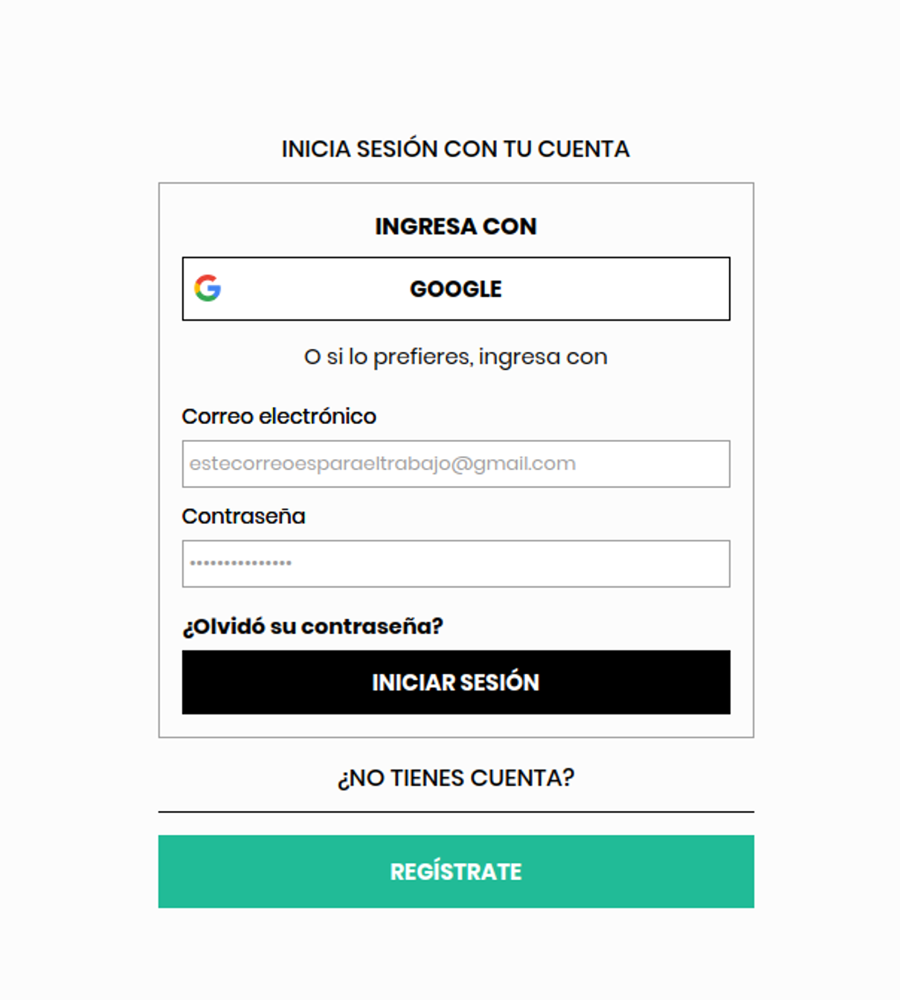 INICIA SESIÓN CON TU CUENTA
INGRESA CON
GOOGLE
O si lo prefieres, ingresa con
Correo electrónico
estecorreoesparaeltrabajo@gmail.com
Contraseña
•••••••••••••••
¿Olvidó su contraseña?
INICIAR SESIÓN
¿NO TIENES CUENTA?
REGÍSTRATE